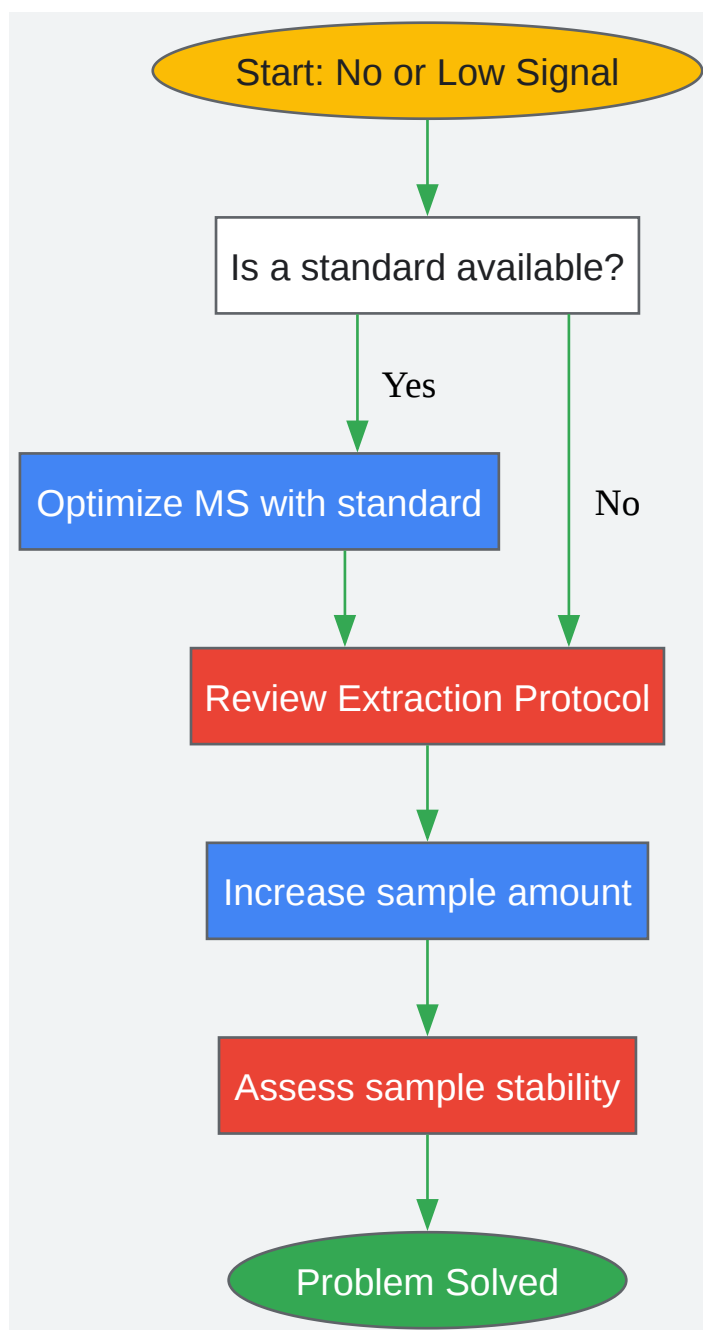 Start: No or Low Signal
Is a standard available?
Yes
Optimize MS with standard
No
Review Extraction Protocol
Increase sample amount
Assess sample stability
Problem Solved